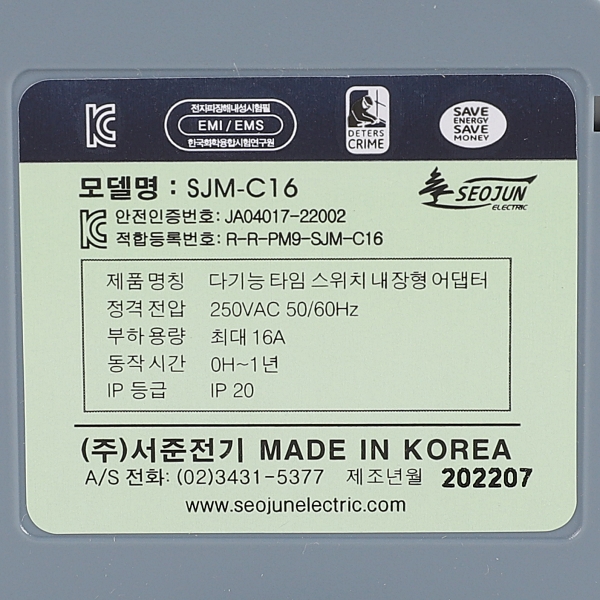 전자파장해내성시험필
EMI / EMS
한국화학융합시험연구원
DETERS
CRIME
SAVE
ENERGY
SAVE
MONEY
모델명 : SJM-C16
SEOJUN
ELECTRIC
안전인증번호: JA04017-22002
적합등록번호: R-R-PM9-SJM-C16
제품명칭 다기능 타임 스위치 내장형 어댑터
정격전압 250VAC 50/60Hz
부하용량 최대 16A
동작시간 0H~1년
IP 등급 IP 20
(주)서준전기 MADE IN KOREA
A/S 전화: (02)3431-5377 제조년월 202207
www.seojunelectric.com